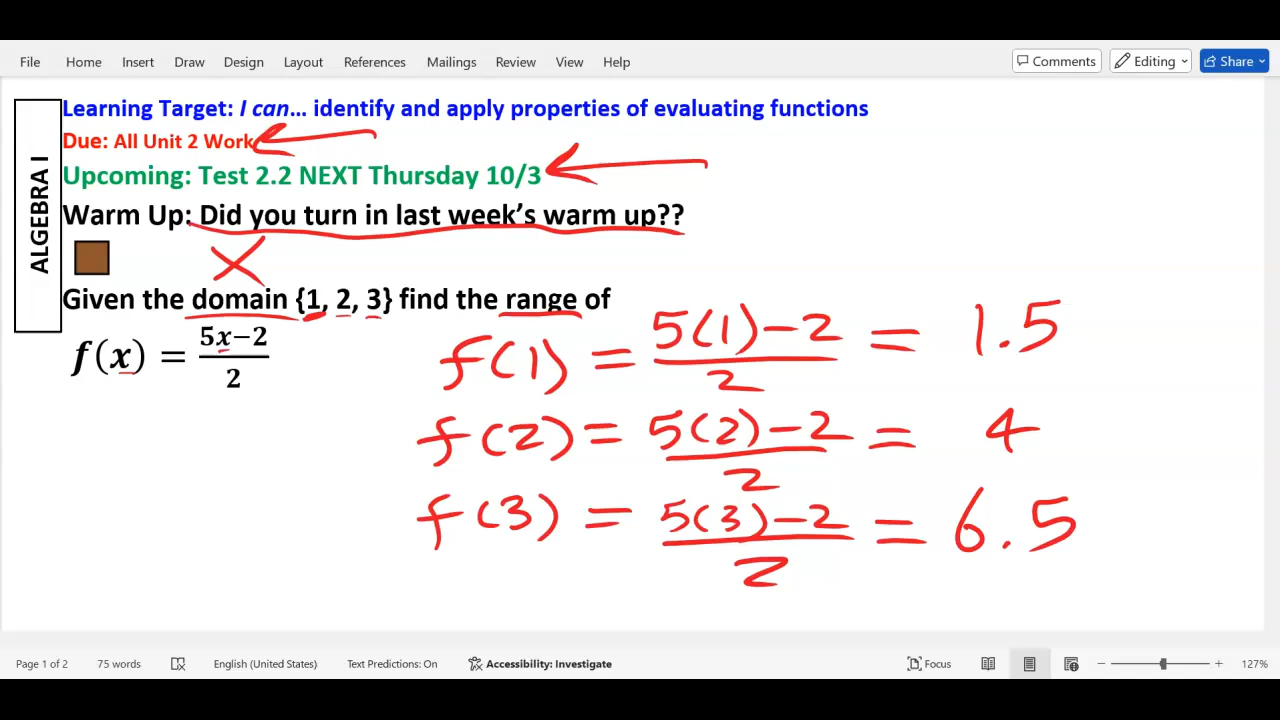 File Home Insert Draw Design Layout References Mailings Review View Help Comments Editing Share
ALGEBRA I
Learning Target: I can… identify and apply properties of evaluating functions
Due: All Unit 2 Work
Upcoming: Test 2.2 NEXT Thursday 10/3
Warm Up: Did you turn in last week's warm up??
X
Given the domain {1, 2, 3} find the range of
f(x) = (5x−2)/2
f(1) = (5(1)−2)/2 = 1.5
f(2) = (5(2)−2)/2 = 4
f(3) = (5(3)−2)/2 = 6.5
Page 1 of 2 75 words English (United States) Text Predictions: On Accessibility: Investigate Focus 127%